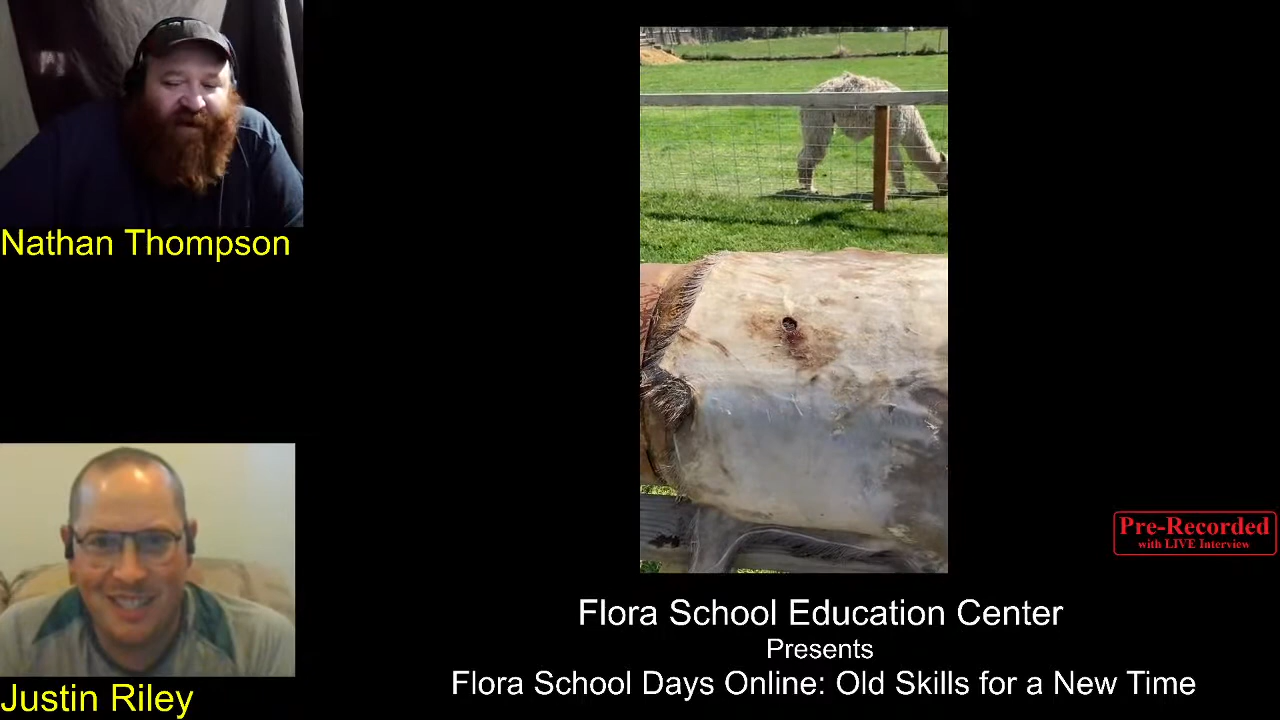 Nathan Thompson
Justin Riley
Pre-Recorded
with LIVE Interview
Flora School Education Center
Presents
Flora School Days Online: Old Skills for a New Time